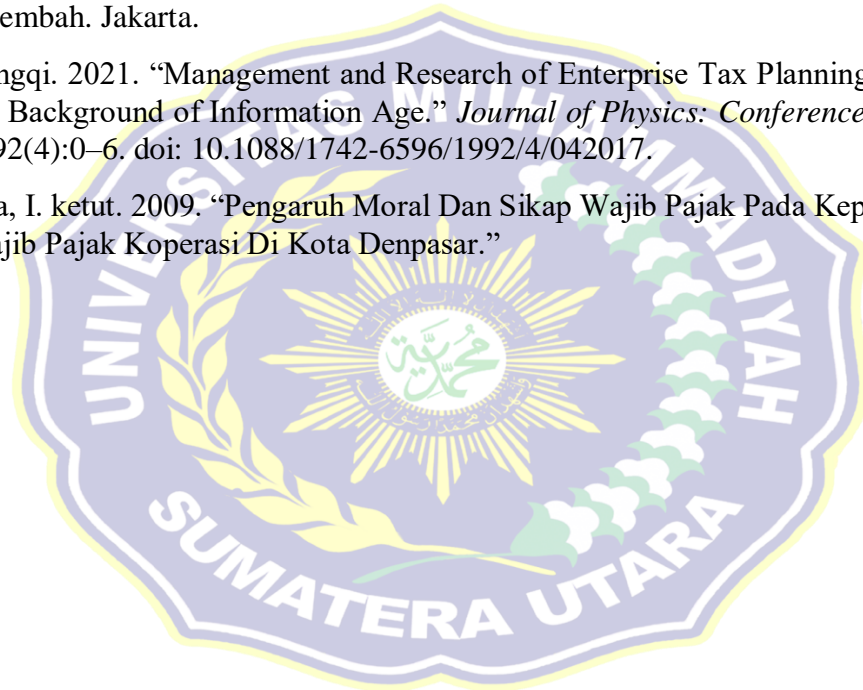 embah. Jakarta.
ngqi. 2021. “Management and Research of Enterprise Tax Planning
Background of Information Age.” Journal of Physics: Conference
92(4):0–6. doi: 10.1088/1742-6596/1992/4/042017.
a, I. ketut. 2009. “Pengaruh Moral Dan Sikap Wajib Pajak Pada Kep
ajib Pajak Koperasi Di Kota Denpasar.”
UNIVERSITAS MUHAMMADIYAH
محمدية
SUMATERA UTARA